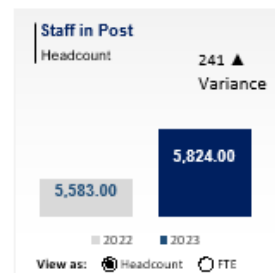 Staff in Post
Headcount
241 ▲
Variance
5,824.00
5,583.00
2022 2023
View as: Headcount FTE